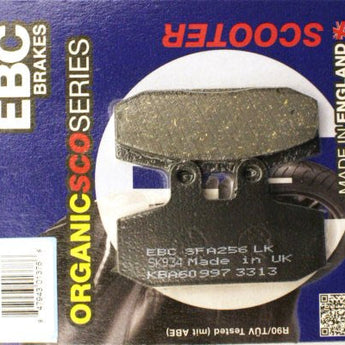 EBC
BRAKES
ORGANICSCOSERIES
SCOOTER
MADE IN ENGLAND
EBC SFA256 LK
SK934 Made in UK
KBA60997 3313
R90/TÜV Tested (mit ABE)